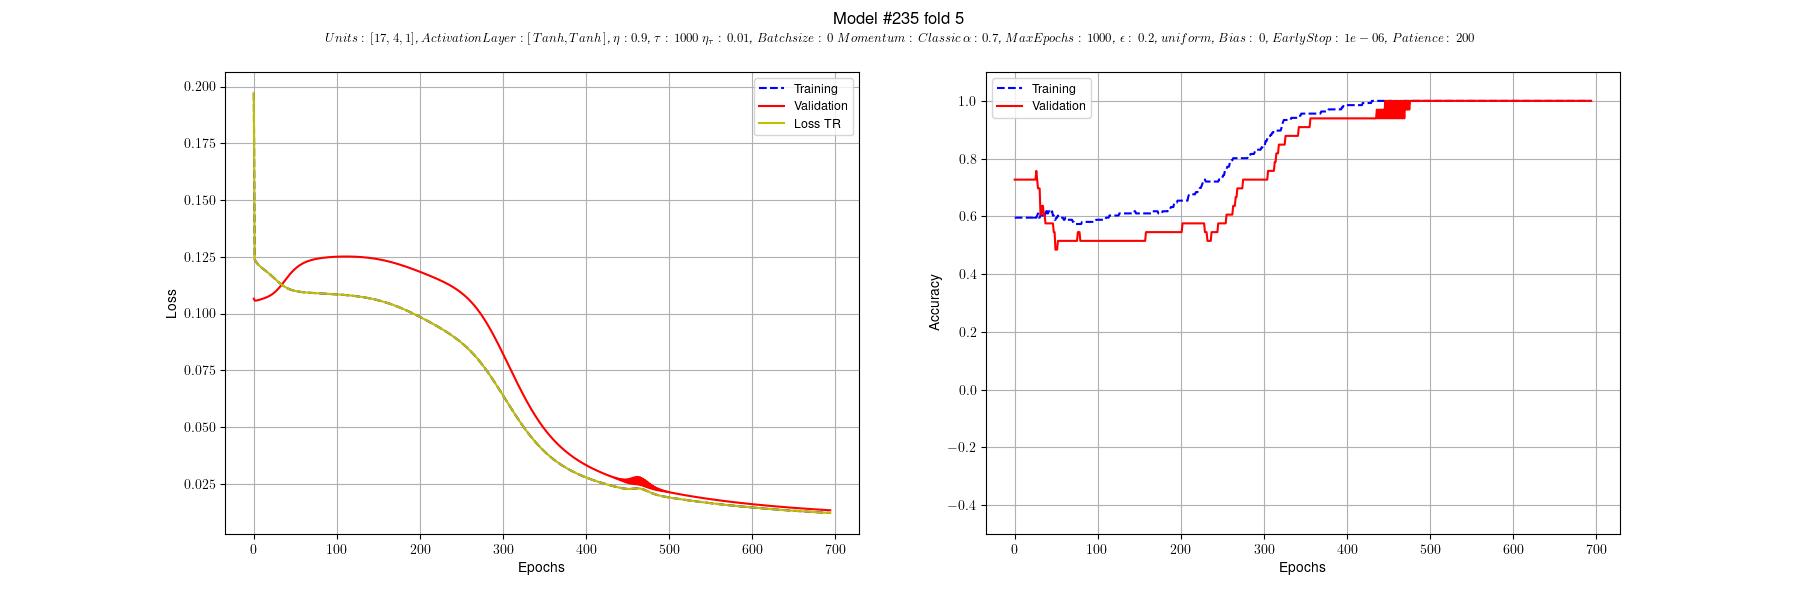 Model #235 fold 5
Units : [17, 4, 1], ActivationLayer : [Tanh, Tanh], η : 0.9, τ : 1000 ητ : 0.01, Batchsize : 0 Momentum : Classic α : 0.7, MaxEpochs : 1000, ϵ : 0.2, uniform, Bias : 0, EarlyStop : 1e − 06, Patience : 200
Training
Validation
Loss TR
0.200
0.175
0.150
0.125
0.100
0.075
0.050
0.025
Loss
0 100 200 300 400 500 600 700
Epochs
Training
Validation
1.0
0.8
0.6
0.4
0.2
0.0
−0.2
−0.4
Accuracy
0 100 200 300 400 500 600 700
Epochs